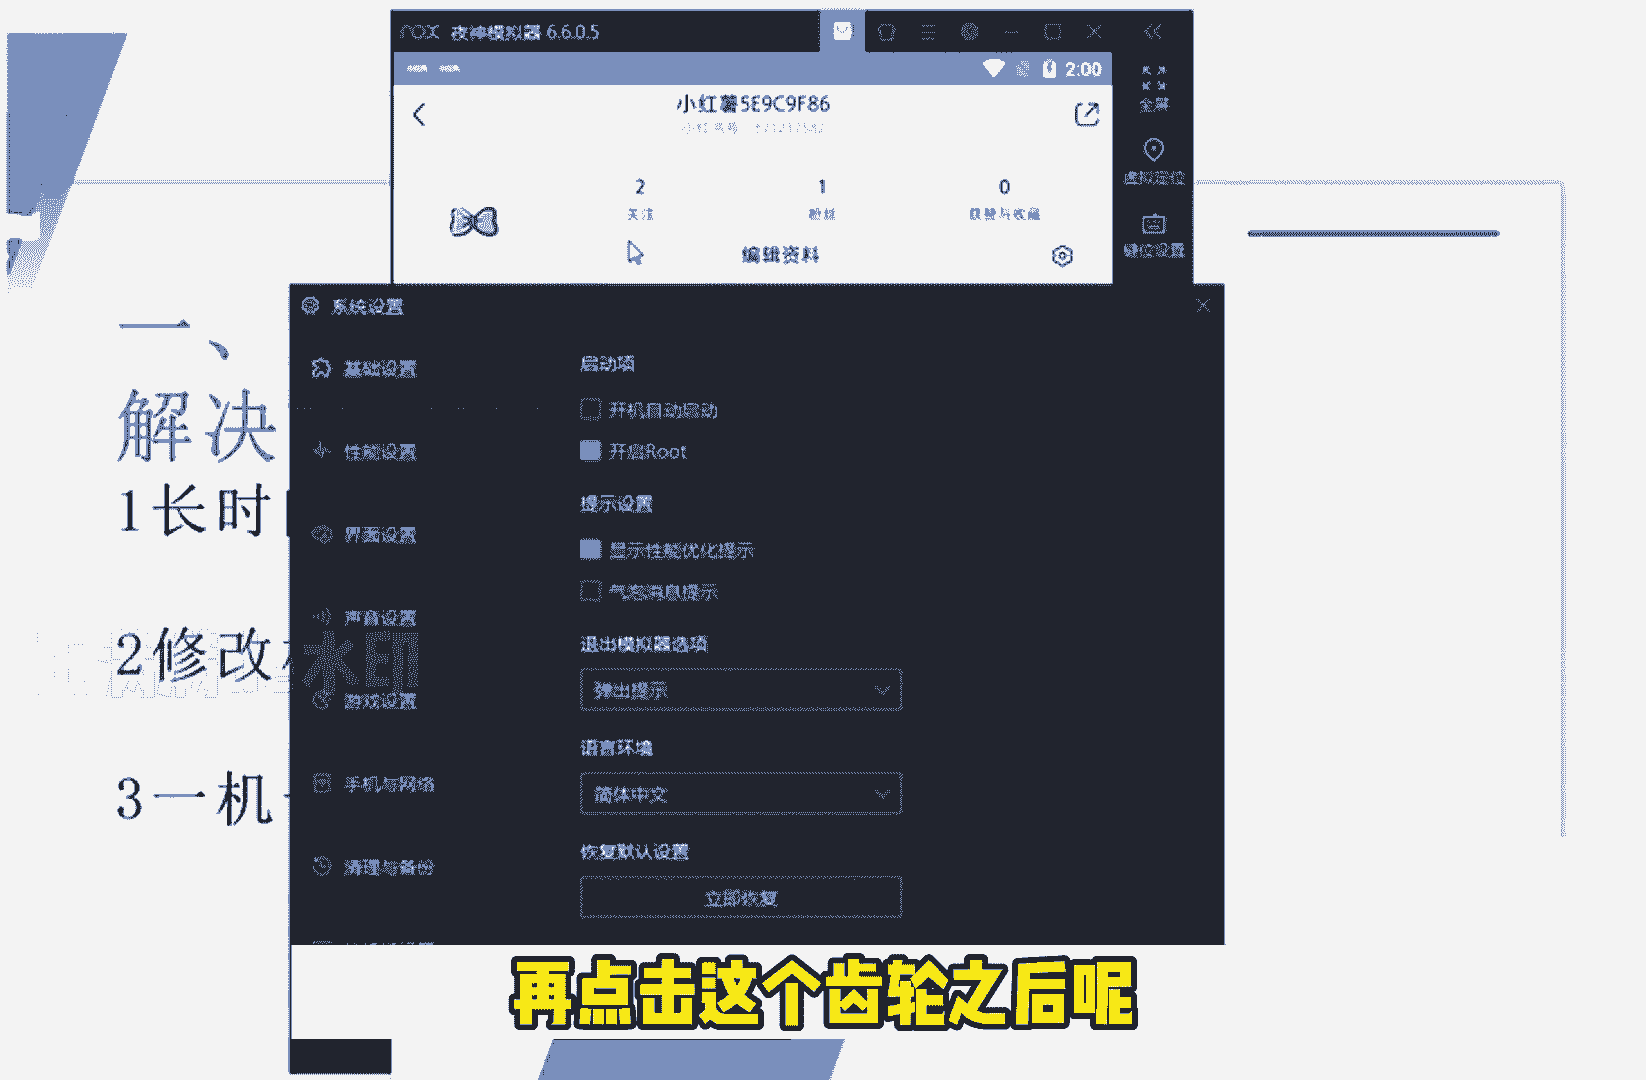 nox 夜神模拟器 6.6.0.5
2:00
小红薯5E9C9F86
全屏
虚拟定位
键位设置
2
1
0
关注
粉丝
获赞与收藏
编辑资料
系统设置
基础设置
性能设置
界面设置
声音设置
游戏设置
手机与网络
清理与备份
启动项
开机自动启动
开启Root
提示设置
显示性能优化提示
气泡消息提示
退出模拟器选项
弹出提示
语言环境
简体中文
恢复默认设置
立即恢复
一、
解决
1长时
2修改
水印
3一机
再点击这个齿轮之后呢